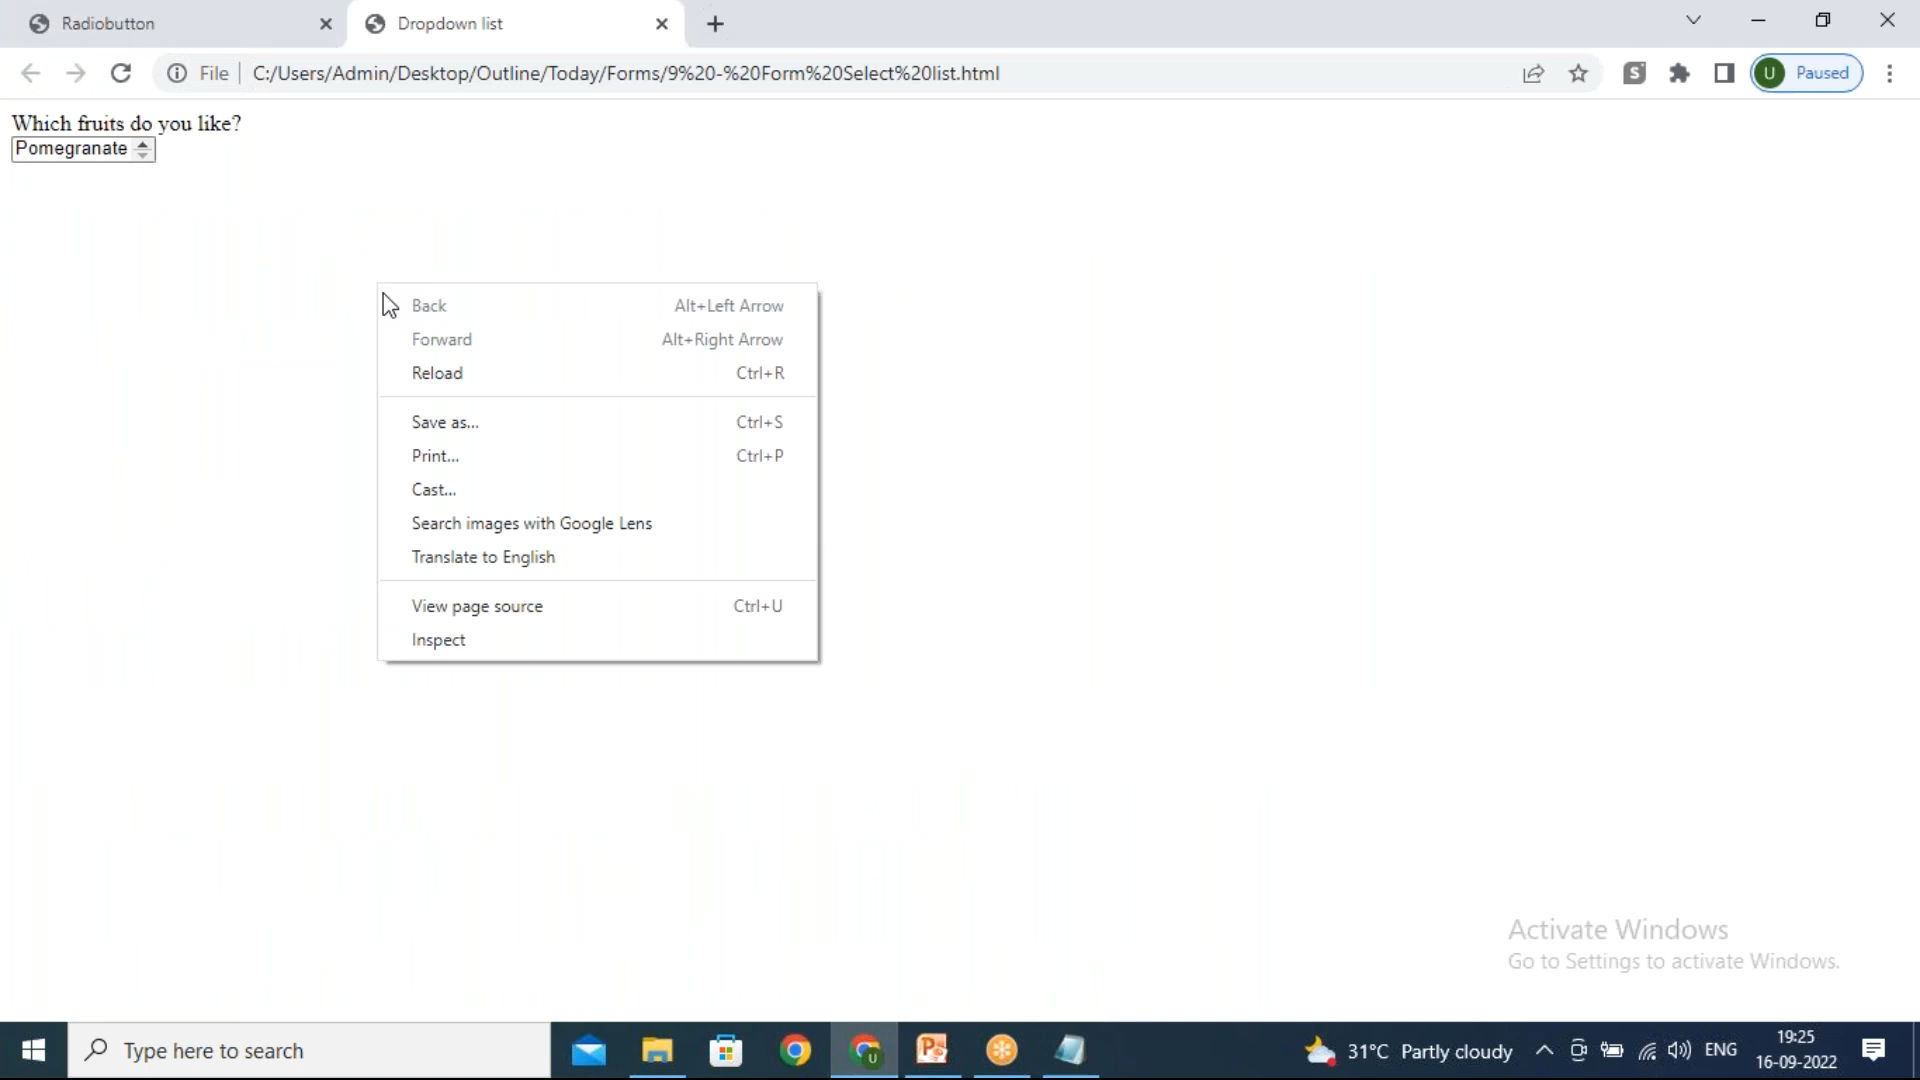 Radiobutton
Dropdown list
File
C:/Users/Admin/Desktop/Outline/Today/Forms/9%20-%20Form%20Select%20list.html
S
U Paused
Which fruits do you like?
Pomegranate
Back Alt+Left Arrow
Forward Alt+Right Arrow
Reload Ctrl+R
Save as... Ctrl+S
Print... Ctrl+P
Cast...
Search images with Google Lens
Translate to English
View page source Ctrl+U
Inspect
Activate Windows
Go to Settings to activate Windows.
Type here to search
U
P
31°C Partly cloudy
ENG
19:25
16-09-2022